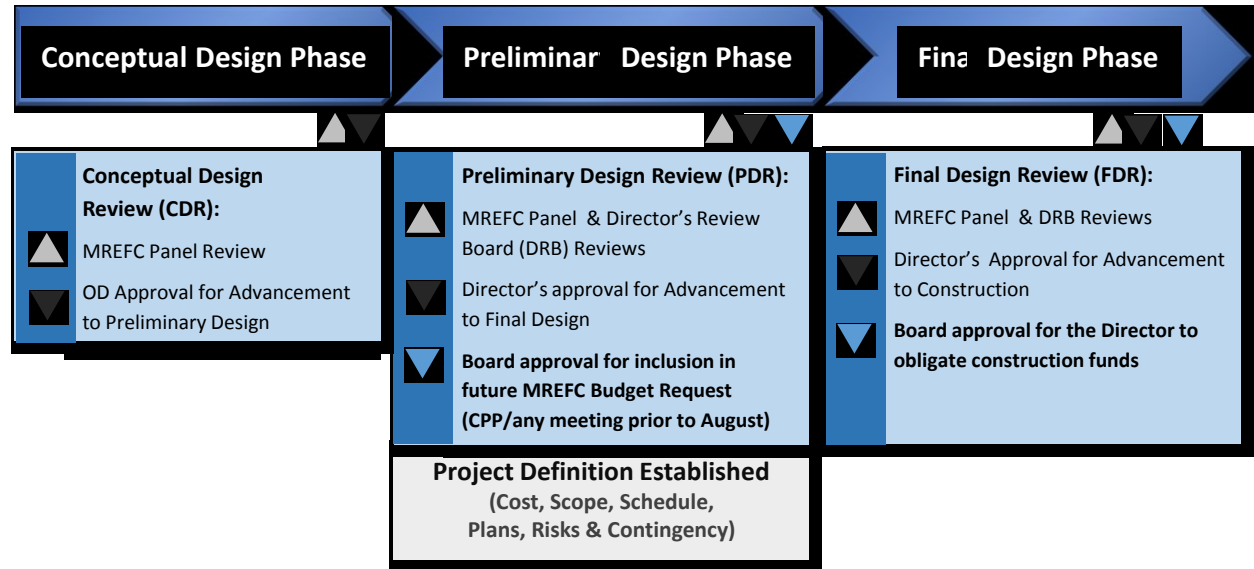 Conceptual Design Phase
Preliminar Design Phase
Fina Design Phase
Conceptual Design
Review (CDR):
MREFC Panel Review
OD Approval for Advancement
to Preliminary Design
Preliminary Design Review (PDR):
MREFC Panel & Director's Review
Board (DRB) Reviews
Director's approval for Advancement
to Final Design
Board approval for inclusion in
future MREFC Budget Request
(CPP/any meeting prior to August)
Project Definition Established
(Cost, Scope, Schedule,
Plans, Risks & Contingency)
Final Design Review (FDR):
MREFC Panel & DRB Reviews
Director's Approval for Advancement
to Construction
Board approval for the Director to
obligate construction funds